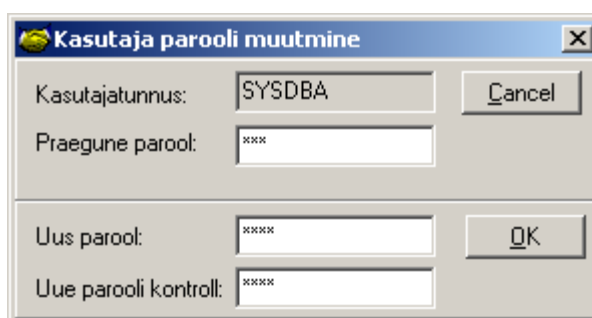 Kasutaja parooli muutmine
Kasutajatunnus: SYSDBA Cancel
Praegune parool: ***
Uus parool: **** OK
Uue parooli kontroll: ****